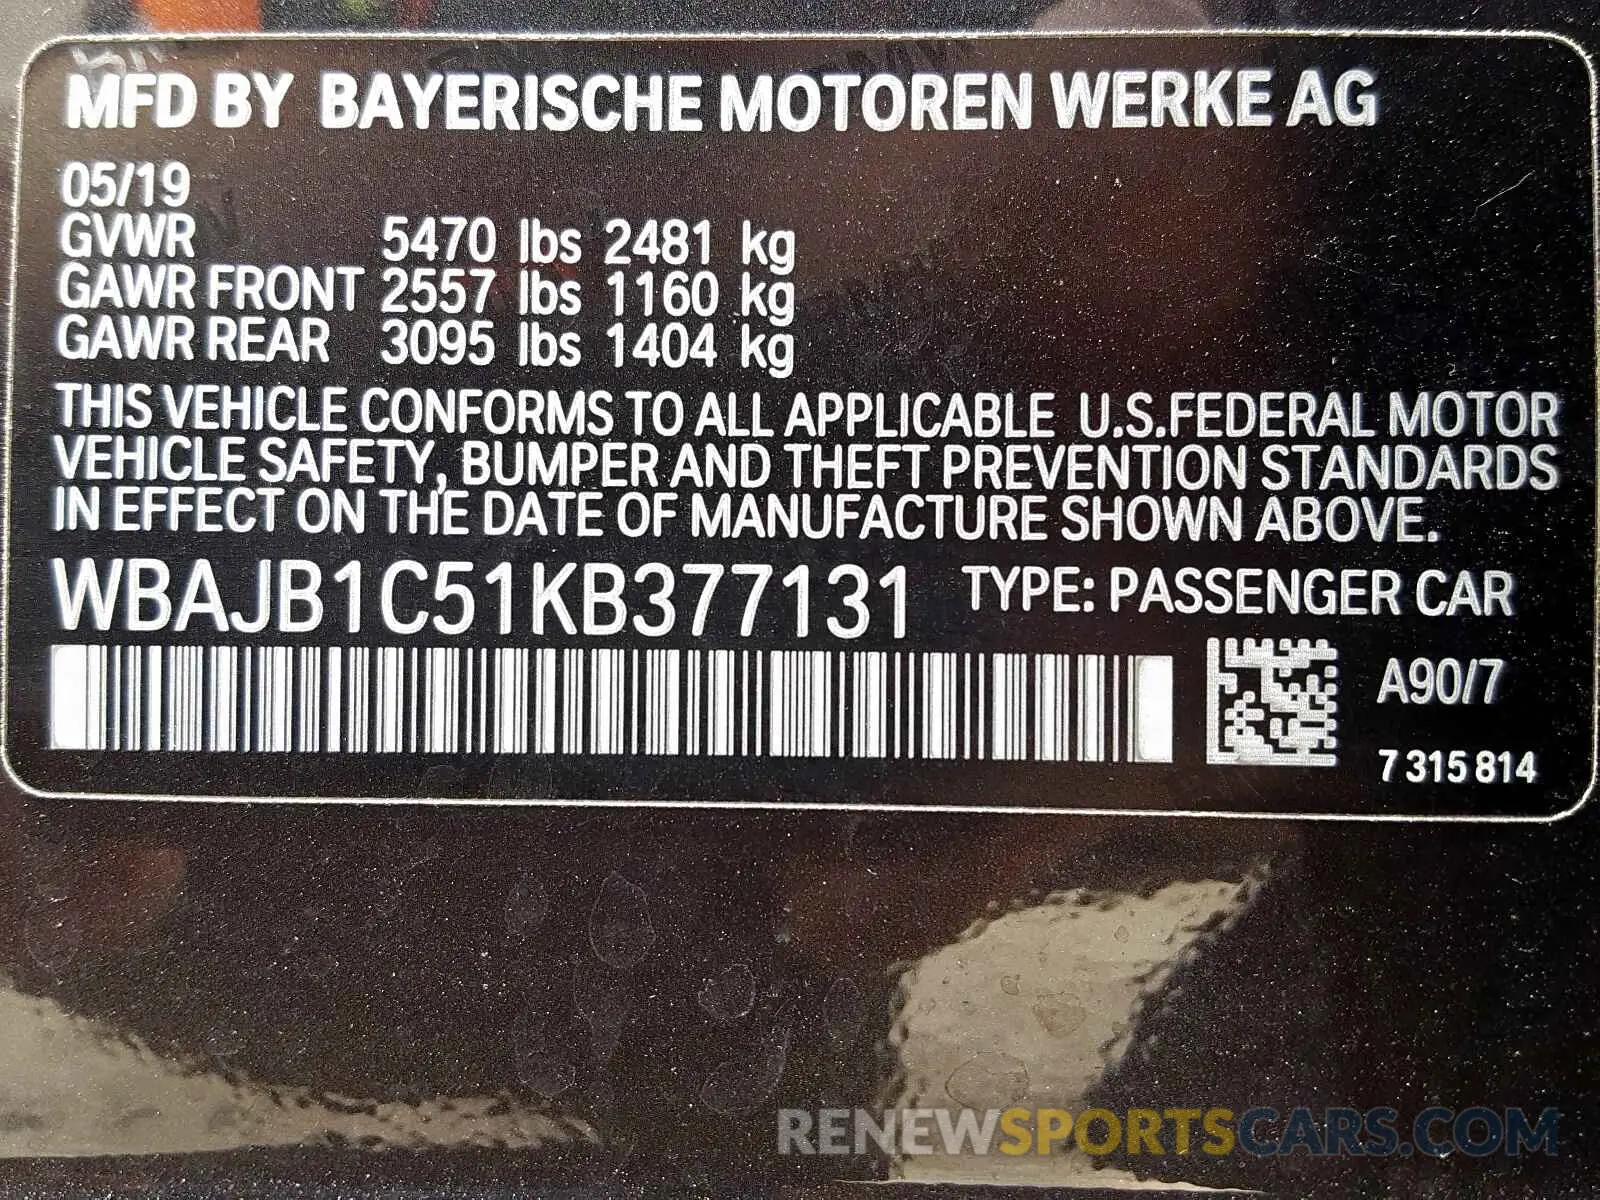 MFD BY BAYERISCHE MOTOREN WERKE AG
05/19
GVWR 5470 lbs 2481 kg
GAWR FRONT 2557 lbs 1160 kg
GAWR REAR 3095 lbs 1404 kg
THIS VEHICLE CONFORMS TO ALL APPLICABLE U.S.FEDERAL MOTOR
VEHICLE SAFETY, BUMPER AND THEFT PREVENTION STANDARDS
IN EFFECT ON THE DATE OF MANUFACTURE SHOWN ABOVE.
WBAJB1C51KB377131 TYPE: PASSENGER CAR
A90/7
7 315 814
RENEWSPORTSCARS.COM